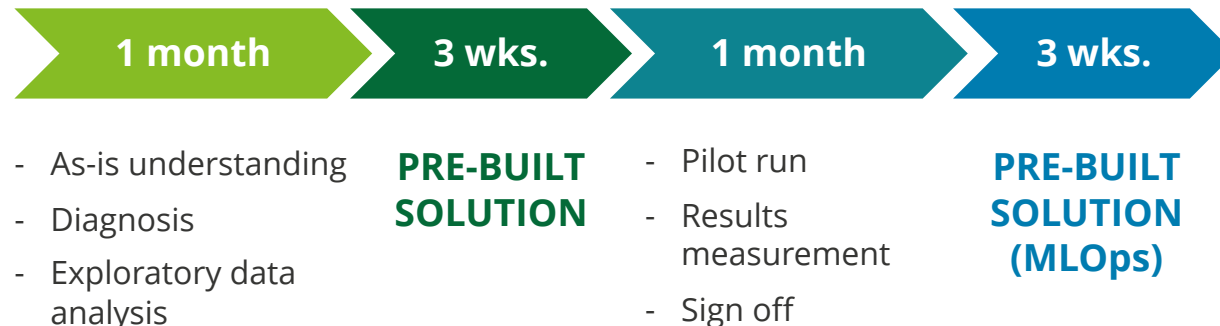 1 month
3 wks.
1 month
3 wks.
- As-is understanding
- Diagnosis
- Exploratory data
analysis
PRE-BUILT
SOLUTION
- Pilot run
- Results
measurement
- Sign off
PRE-BUILT
SOLUTION
(MLOps)